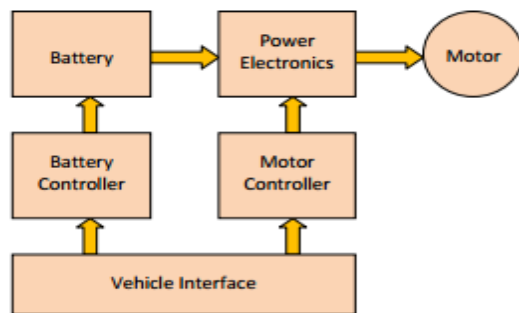 Battery
Power
Electronics
Motor
Battery
Controller
Motor
Controller
Vehicle Interface